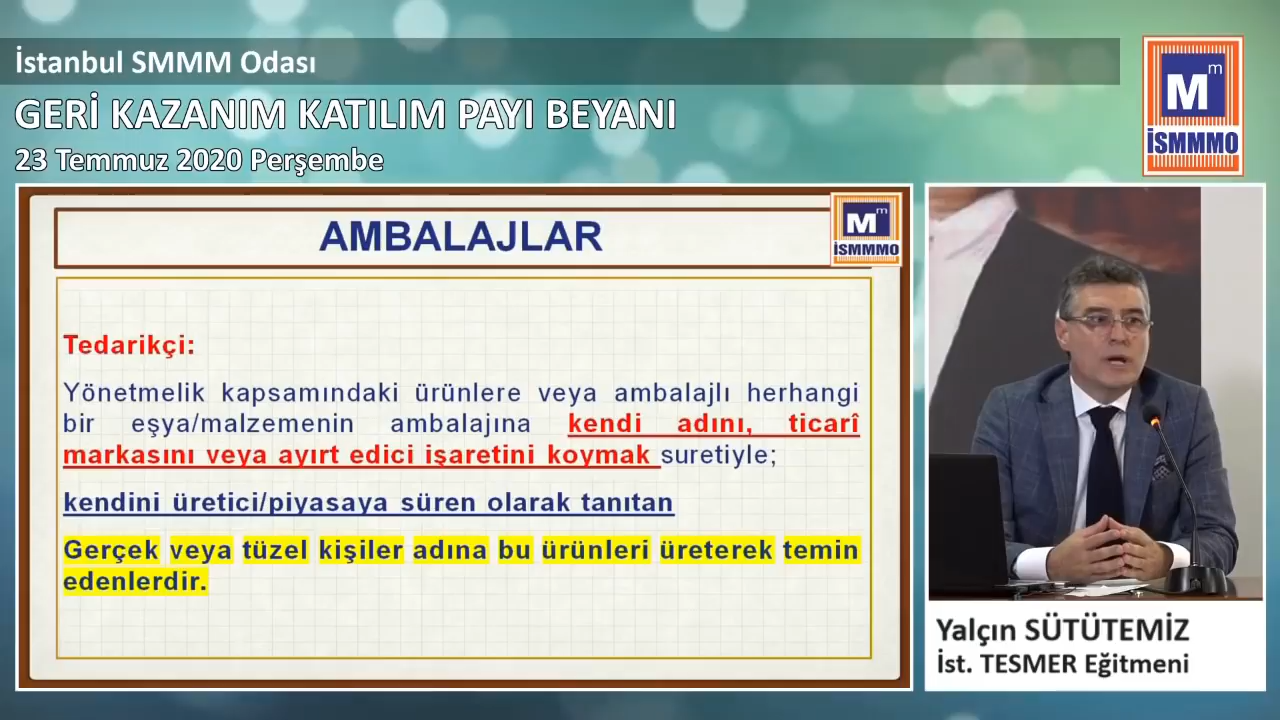 İstanbul SMMM Odası
GERİ KAZANIM KATILIM PAYI BEYANI
23 Temmuz 2020 Perşembe
Mm
İSMMMO
AMBALAJLAR
Mm
İSMMMO
Tedarikçi:
Yönetmelik kapsamındaki ürünlere veya ambalajlı herhangi
bir eşya/malzemenin ambalajına kendi adını, ticarî
markasını veya ayırt edici işaretini koymak suretiyle;
kendini üretici/piyasaya süren olarak tanıtan
Gerçek veya tüzel kişiler adına bu ürünleri üreterek temin
edenlerdir.
Yalçın SÜTÜTEMİZ
İst. TESMER Eğitmeni